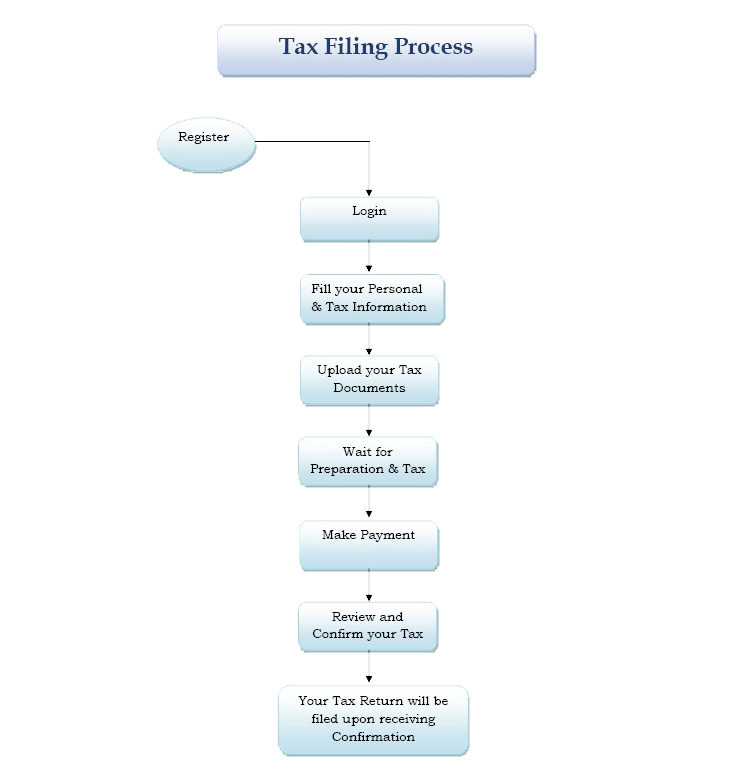 Tax Filing Process
Register
Login
Fill your Personal
& Tax Information
Upload your Tax
Documents
Wait for
Preparation & Tax
Make Payment
Review and
Confirm your Tax
Your Tax Return will be
filed upon receiving
Confirmation